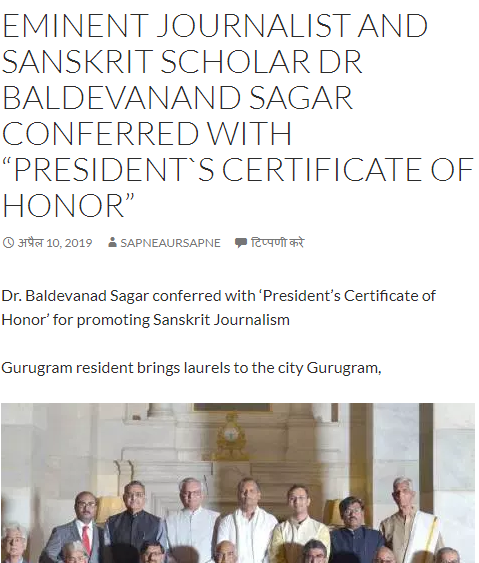 EMINENT JOURNALIST AND
SANSKRIT SCHOLAR DR
BALDEVANAND SAGAR
CONFERRED WITH
“PRESIDENT`S CERTIFICATE OF
HONOR”
अप्रैल 10, 2019 SAPNEAURSAPNE टिप्पणी करे
Dr. Baldevanad Sagar conferred with ‘President’s Certificate of
Honor’ for promoting Sanskrit Journalism
Gurugram resident brings laurels to the city Gurugram,